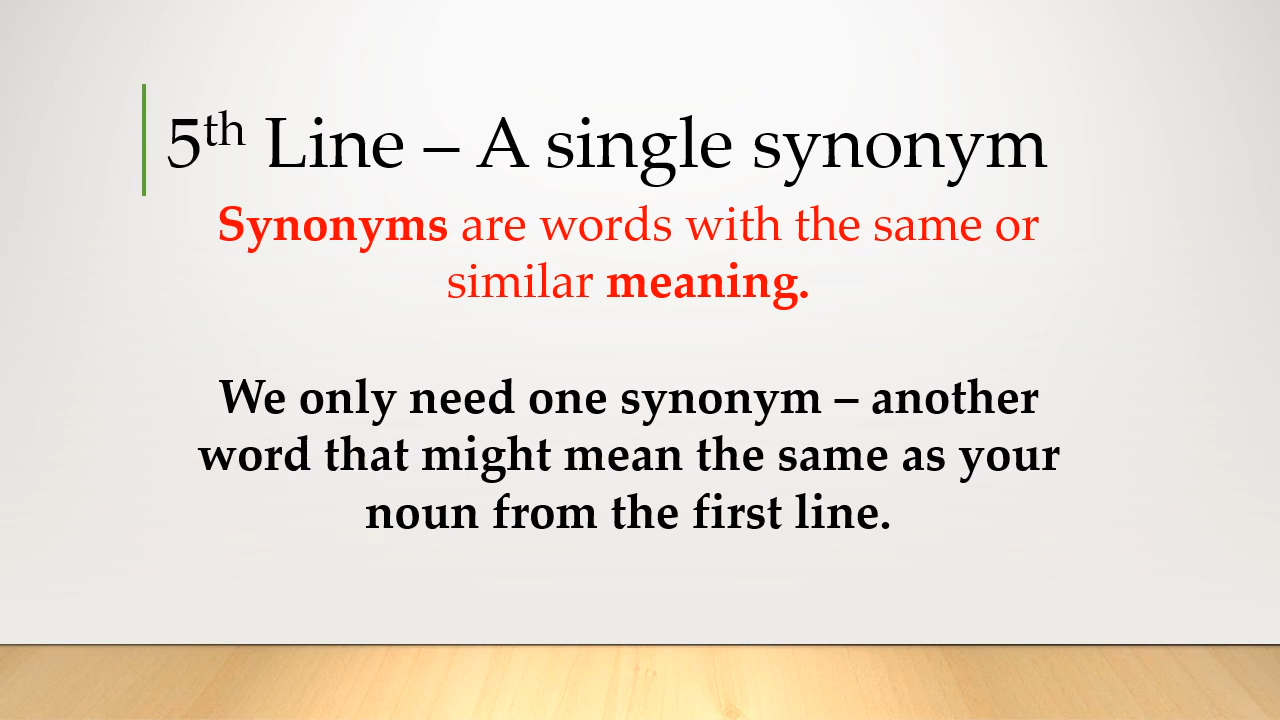 5th Line – A single synonym
Synonyms are words with the same or
similar meaning.
We only need one synonym – another
word that might mean the same as your
noun from the first line.